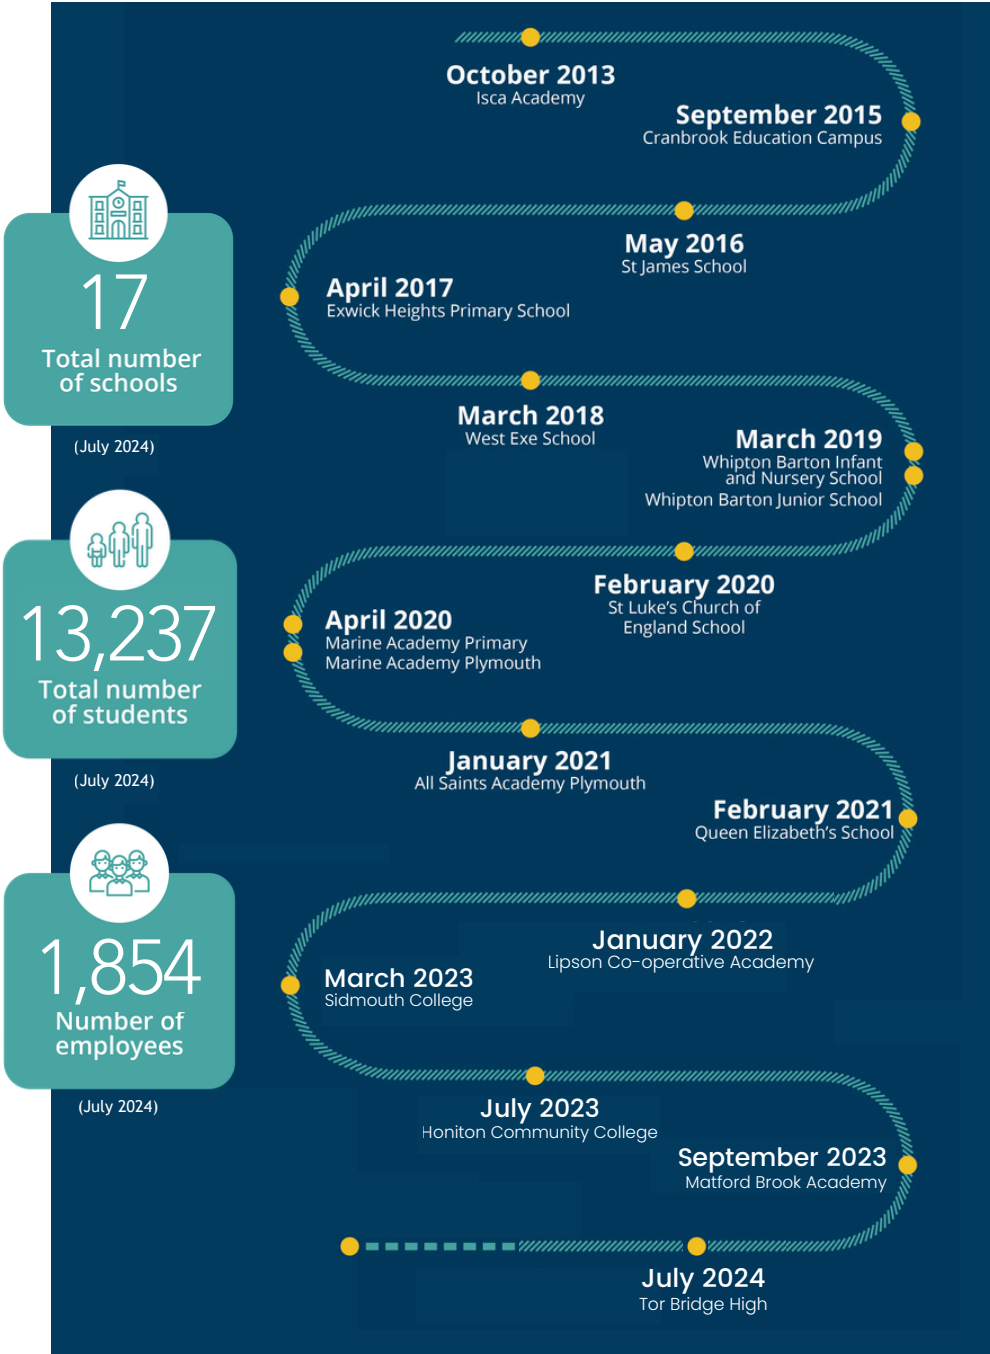 October 2013
Isca Academy
September 2015
Cranbrook Education Campus
May 2016
St James School
April 2017
Exwick Heights Primary School
March 2018
West Exe School
March 2019
Whipton Barton Infant
and Nursery School
Whipton Barton Junior School
February 2020
St Luke's Church of
England School
April 2020
Marine Academy Primary
Marine Academy Plymouth
January 2021
All Saints Academy Plymouth
February 2021
Queen Elizabeth's School
January 2022
Lipson Co-operative Academy
March 2023
Sidmouth College
July 2023
Honiton Community College
September 2023
Matford Brook Academy
July 2024
Tor Bridge High
17
Total number
of schools
(July 2024)
13,237
Total number
of students
(July 2024)
1,854
Number of
employees
(July 2024)